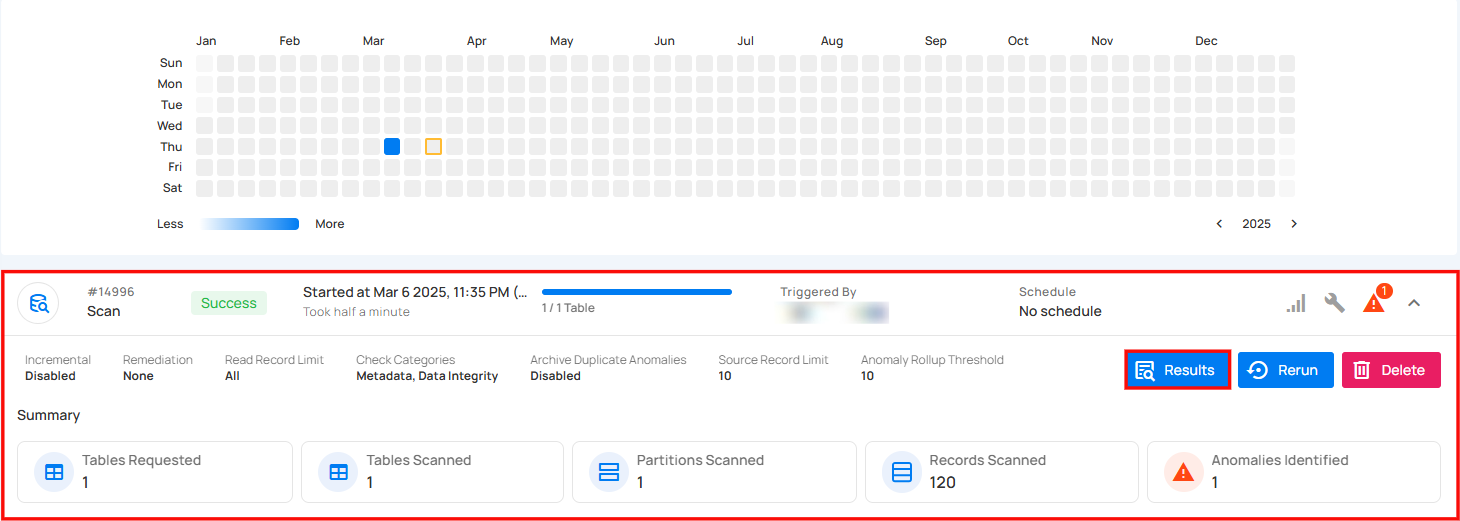 Jan Feb Mar Apr May Jun Jul Aug Sep Oct Nov Dec
Sun
Mon
Tue
Wed
Thu
Fri
Sat
Less More 2025
#14996
Scan
Success
Started at Mar 6 2025, 11:35 PM (...
Took half a minute
1 / 1 Table
Triggered By
Schedule
No schedule
1
Incremental
Disabled
Remediation
None
Read Record Limit
All
Check Categories
Metadata, Data Integrity
Archive Duplicate Anomalies
Disabled
Source Record Limit
10
Anomaly Rollup Threshold
10
Results
Rerun
Delete
Summary
Tables Requested
1
Tables Scanned
1
Partitions Scanned
1
Records Scanned
120
Anomalies Identified
1